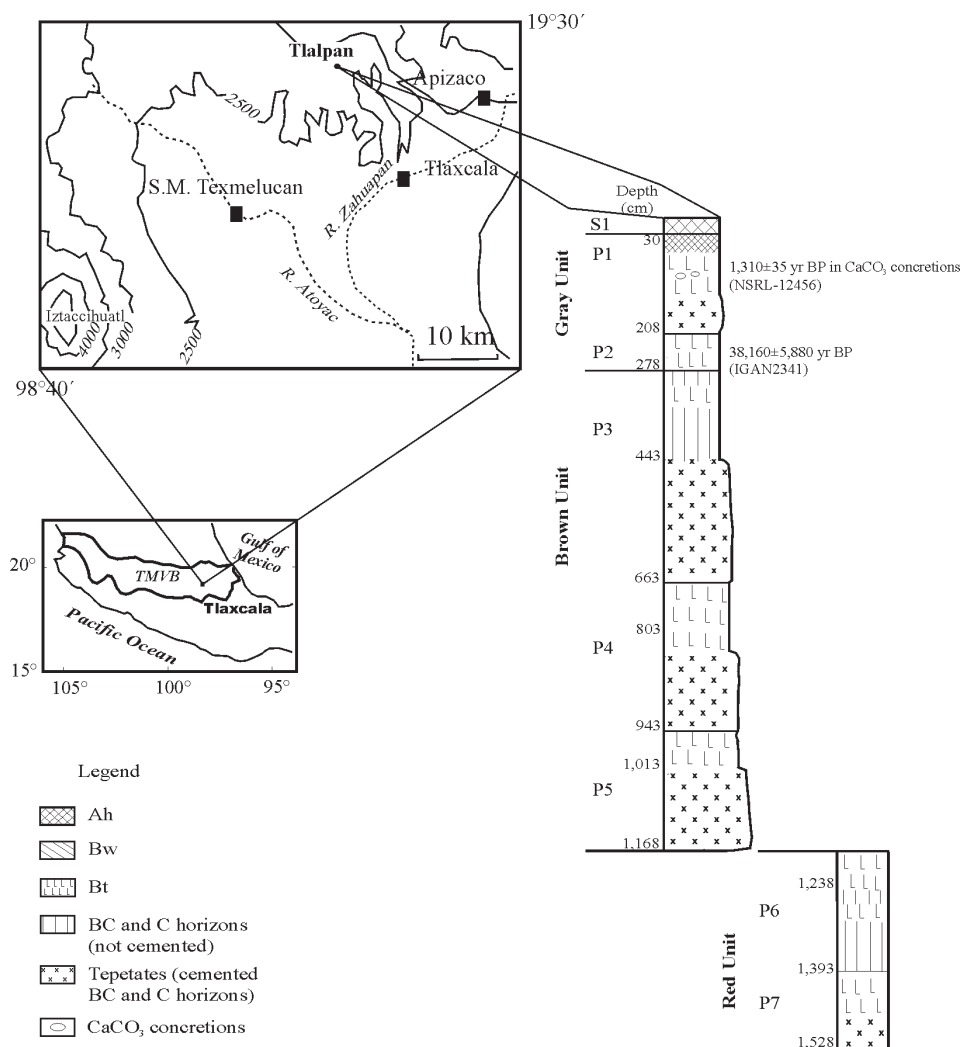 19°30´
Tlalpan
Apizaco
2500
Tlaxcala
R. Zahuapan
S.M. Texmelucan
R. Atoyac
Iztaccihuatl
4000
3000
2500
10 km
98°40´
Depth
(cm)
S1
30
P1
1,310±35 yr BP in CaCO₃ concretions
(NSRL-12456)
Gray Unit
208
P2
38,160±5,880 yr BP
(IGAN2341)
278
P3
443
Brown Unit
663
803
P4
943
1,013
P5
1,168
1,238
P6
Red Unit
1,393
P7
1,528
20°
15°
105°
100°
95°
TMVB
Gulf of
Mexico
Tlaxcala
Pacific Ocean
Legend
Ah
Bw
Bt
BC and C horizons
(not cemented)
Tepetates (cemented
BC and C horizons)
CaCO₃ concretions